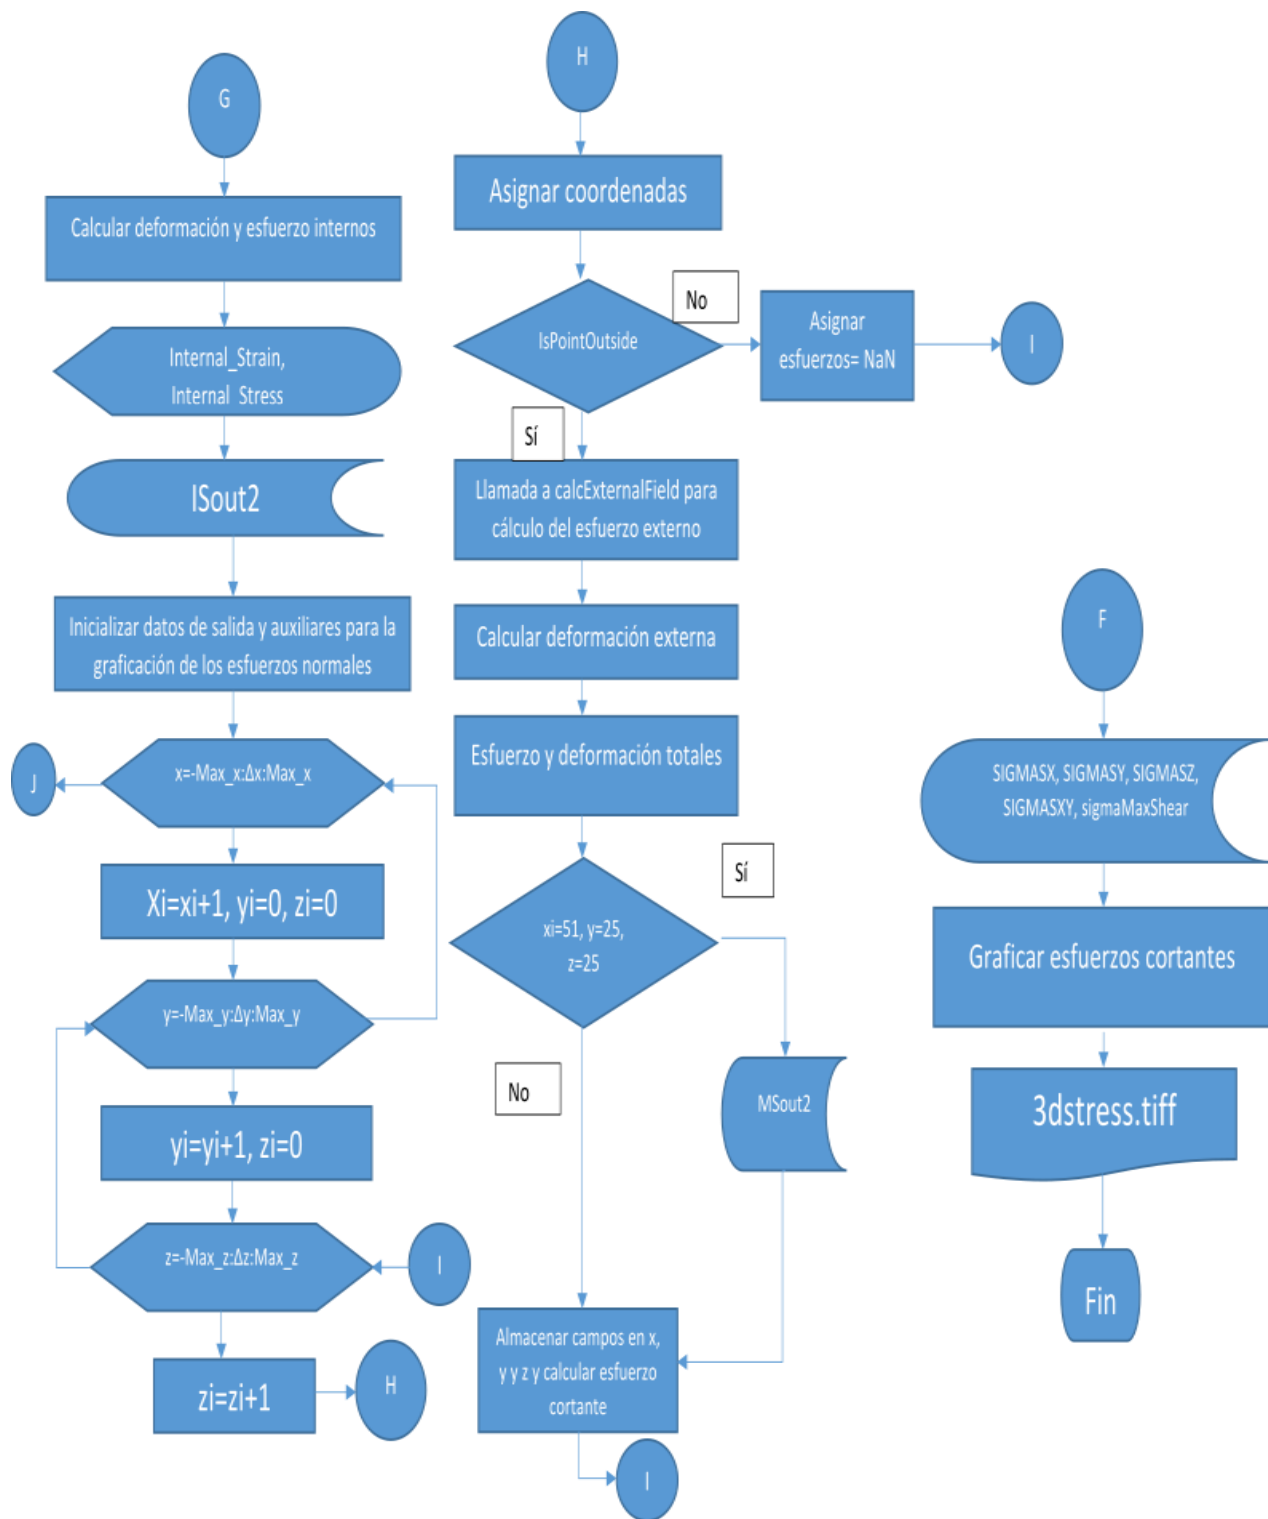 G
Calcular deformación y esfuerzo internos
Internal_Strain,
Internal Stress
ISout2
Inicializar datos de salida y auxiliares para la
graficación de los esfuerzos normales
J
x=-Max_x:Δx:Max_x
Xi=xi+1, yi=0, zi=0
y=-Max_y:Δy:Max_y
yi=yi+1, zi=0
z=-Max_z:Δz:Max_z
I
zi=zi+1
H
H
Asignar coordenadas
IsPointOutside
No
Asignar
esfuerzos= NaN
I
Sí
Llamada a calcExternalField para
cálculo del esfuerzo externo
Calcular deformación externa
Esfuerzo y deformación totales
Sí
xi=51, y=25,
z=25
No
MSout2
Almacenar campos en x,
y y z y calcular esfuerzo
cortante
I
F
SIGMASX, SIGMASY, SIGMASZ,
SIGMASXY, sigmaMaxShear
Graficar esfuerzos cortantes
3dstress.tiff
Fin